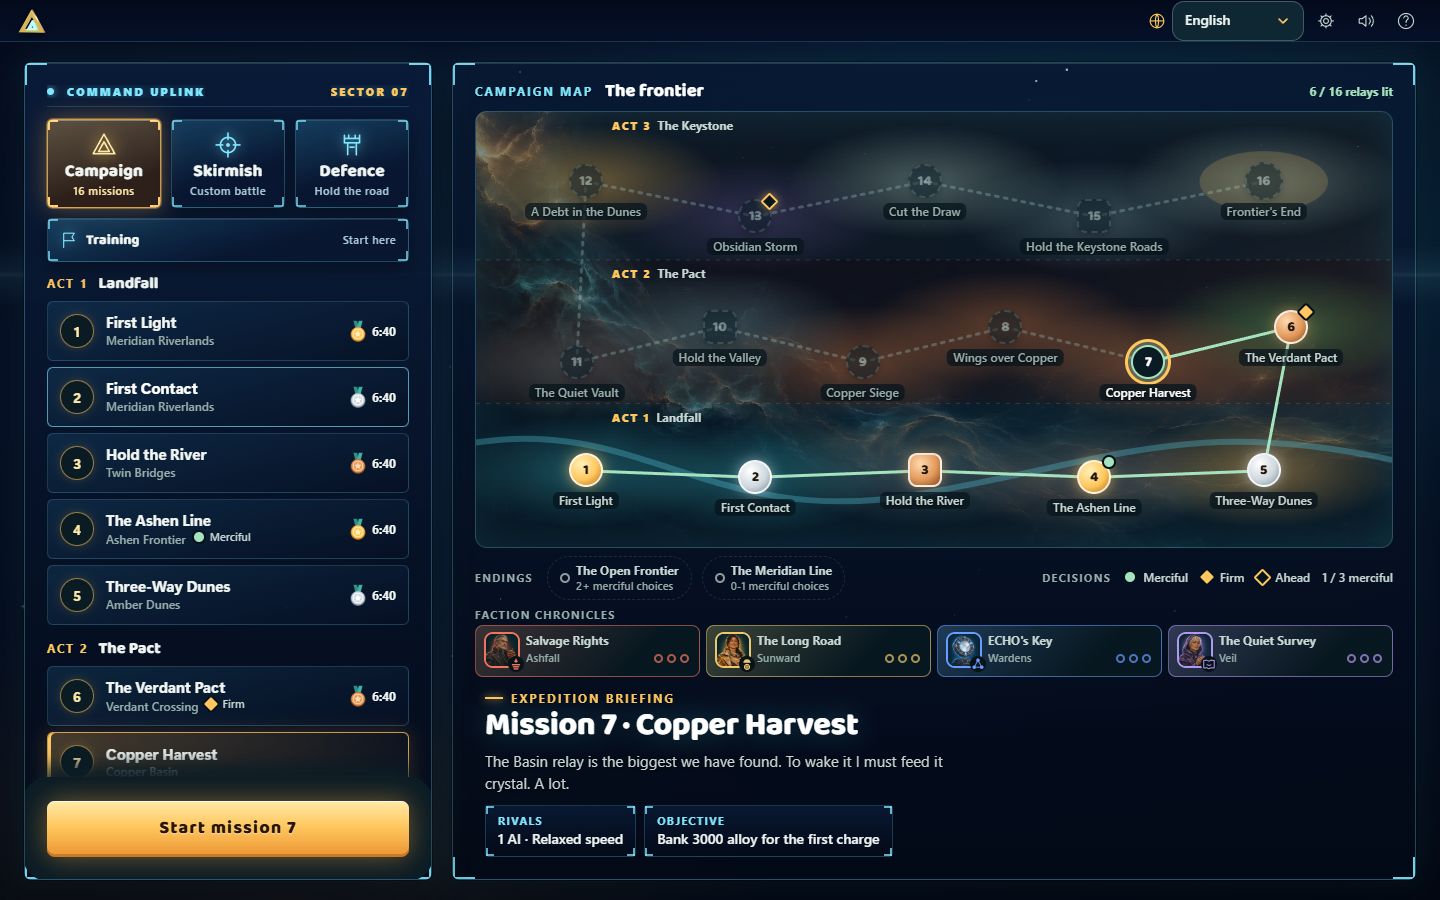 English
COMMAND UPLINK
SECTOR 07
Campaign
16 missions
Skirmish
Custom battle
Defence
Hold the road
Training
Start here
ACT 1 Landfall
1
First Light
Meridian Riverlands
6:40
2
First Contact
Meridian Riverlands
6:40
3
Hold the River
Twin Bridges
6:40
4
The Ashen Line
Ashen Frontier
Merciful
6:40
5
Three-Way Dunes
Amber Dunes
6:40
ACT 2 The Pact
6
The Verdant Pact
Verdant Crossing
Firm
6:40
7
Copper Harvest
Copper Basin
Start mission 7
CAMPAIGN MAP The frontier
6 / 16 relays lit
ACT 3 The Keystone
12
A Debt in the Dunes
13
Obsidian Storm
14
Cut the Draw
15
Hold the Keystone Roads
16
Frontier's End
ACT 2 The Pact
11
The Quiet Vault
10
Hold the Valley
9
Copper Siege
8
Wings over Copper
7
Copper Harvest
6
The Verdant Pact
ACT 1 Landfall
1
First Light
2
First Contact
3
Hold the River
4
The Ashen Line
5
Three-Way Dunes
ENDINGS
The Open Frontier
2+ merciful choices
The Meridian Line
0-1 merciful choices
DECISIONS
Merciful
Firm
Ahead
1 / 3 merciful
FACTION CHRONICLES
Salvage Rights
Ashfall
The Long Road
Sunward
ECHO's Key
Wardens
The Quiet Survey
Veil
EXPEDITION BRIEFING
Mission 7 · Copper Harvest
The Basin relay is the biggest we have found. To wake it I must feed it
crystal. A lot.
RIVALS
1 AI · Relaxed speed
OBJECTIVE
Bank 3000 alloy for the first charge